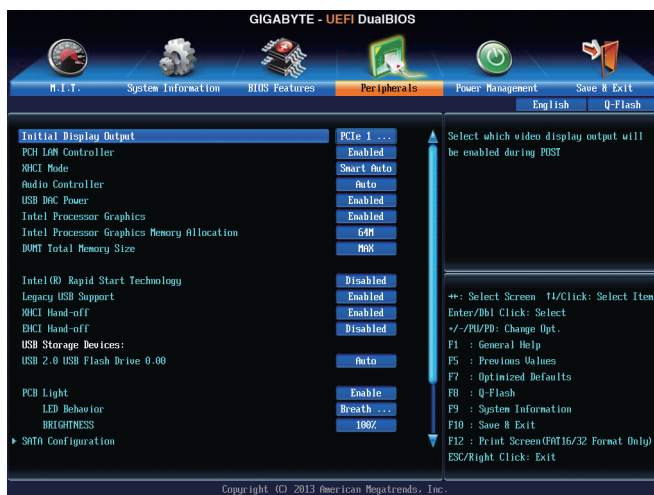 GIGABYTE - UEFI DualBIOS
M.I.T. System Information BIOS Features Peripherals Power Management Save & Exit
English Q-Flash
Initial Display Output PCIe 1 ...
PCH LAN Controller Enabled
XHCI Mode Smart Auto
Audio Controller Auto
USB DAC Power Enabled
Intel Processor Graphics Enabled
Intel Processor Graphics Memory Allocation 64M
DVMT Total Memory Size MAX
Intel(R) Rapid Start Technology Disabled
Legacy USB Support Enabled
XHCI Hand-off Enabled
EHCI Hand-off Disabled
USB Storage Devices:
USB 2.0 USB Flash Drive 0.00 Auto
PCB Light Enable
LED Behavior Breath ...
BRIGHTNESS 100%
SATA Configuration
Select which video display output will
be enabled during POST
→←: Select Screen ↑↓/Click: Select Item
Enter/Dbl Click: Select
+/-/PU/PD: Change Opt.
F1 : General Help
F5 : Previous Values
F7 : Optimized Defaults
F8 : Q-Flash
F9 : System Information
F10 : Save & Exit
F12 : Print Screen(FAT16/32 Format Only)
ESC/Right Click: Exit
Copyright (C) 2013 American Megatrends, Inc.